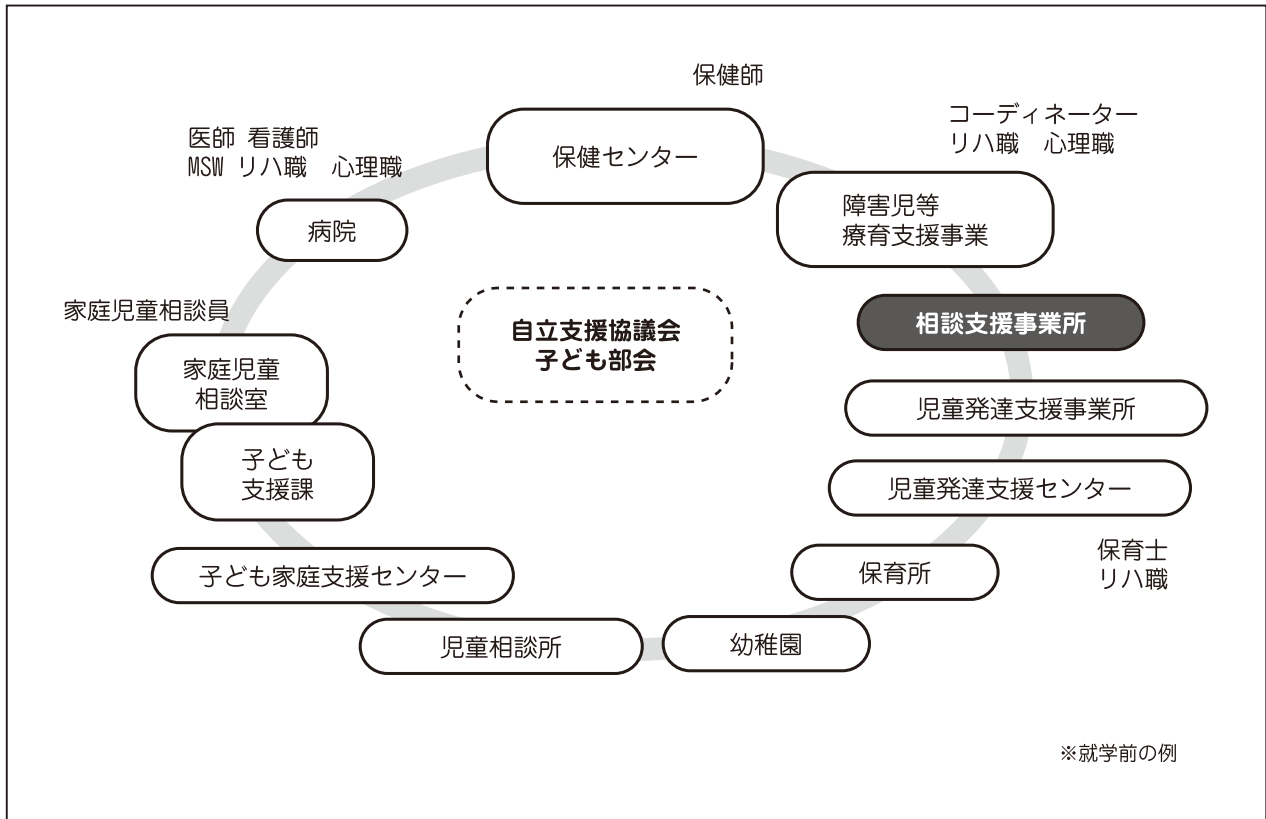 保健師
保健センター
コーディネーター
リハ職　心理職
障害児等
療育支援事業
医師 看護師
MSW リハ職　心理職
病院
自立支援協議会
子ども部会
相談支援事業所
家庭児童相談員
家庭児童
相談室
子ども
支援課
児童発達支援事業所
児童発達支援センター
保育士
リハ職
保育所
子ども家庭支援センター
児童相談所
幼稚園
※就学前の例